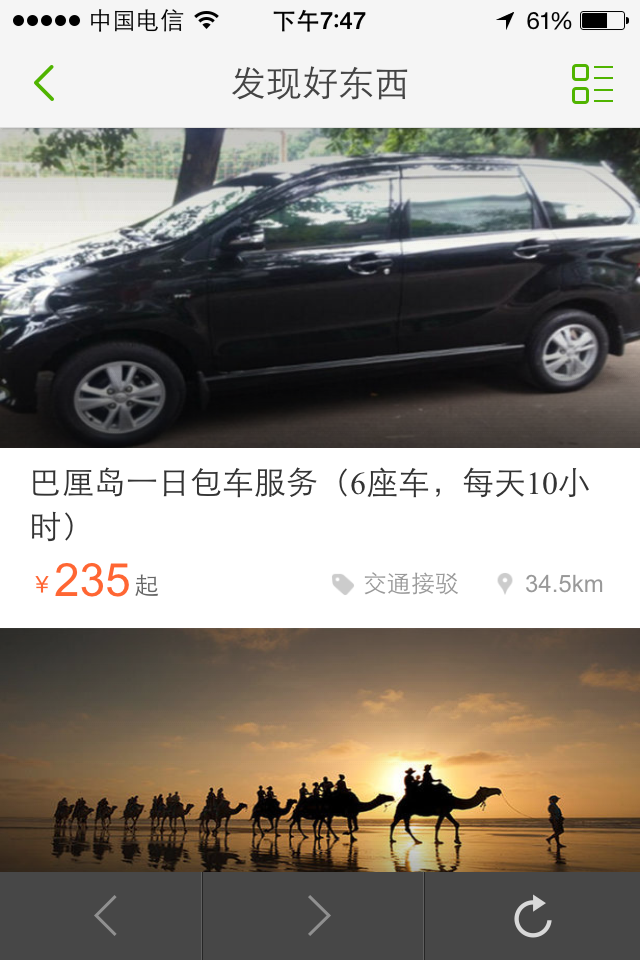 中国电信 下午7:47 61%
发现好东西
巴厘岛一日包车服务（6座车，每天10小
时）
¥235起 交通接驳 34.5km